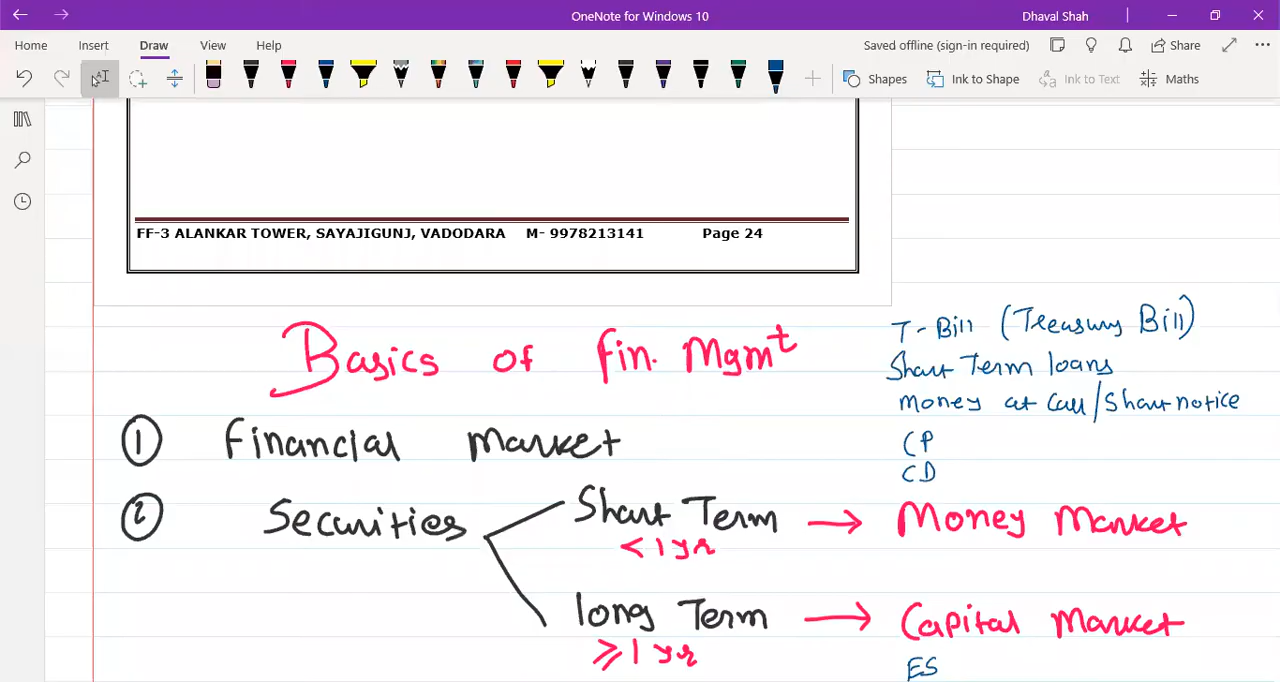 OneNote for Windows 10
Dhaval Shah
Home Insert Draw View Help
Saved offline (sign-in required) Share
Shapes Ink to Shape Ink to Text Maths
FF-3 ALANKAR TOWER, SAYAJIGUNJ, VADODARA M- 9978213141 Page 24
T-Bill (Treasury Bill)
Short Term loans
Money at Call/Short notice
CP
CD
Basics of Fin. Mgmt
① Financial Market
② Securities
Short Term → Money Market
< 1 yr
long Term → Capital Market
⩾ 1 yr
ES